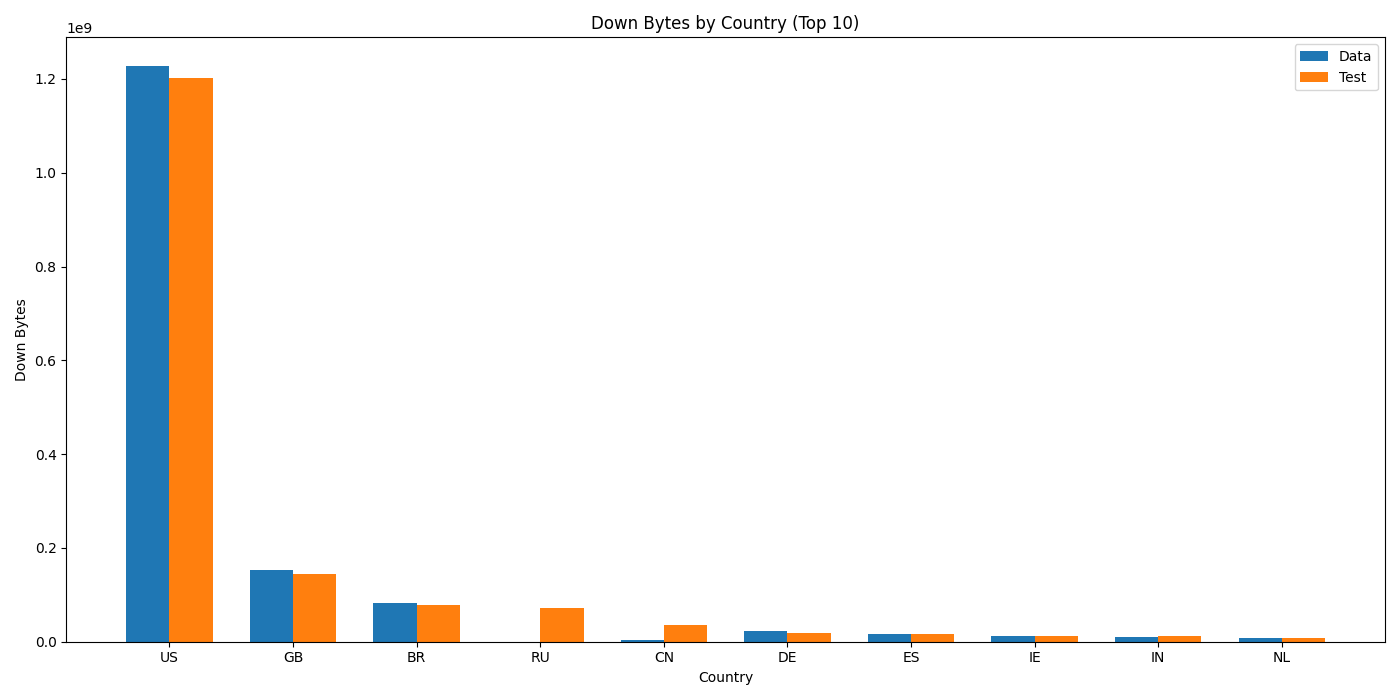 Down Bytes by Country (Top 10)
1e9
Data
Test
1.2
1.0
0.8
0.6
0.4
0.2
0.0
Down Bytes
US GB BR RU CN DE ES IE IN NL
Country